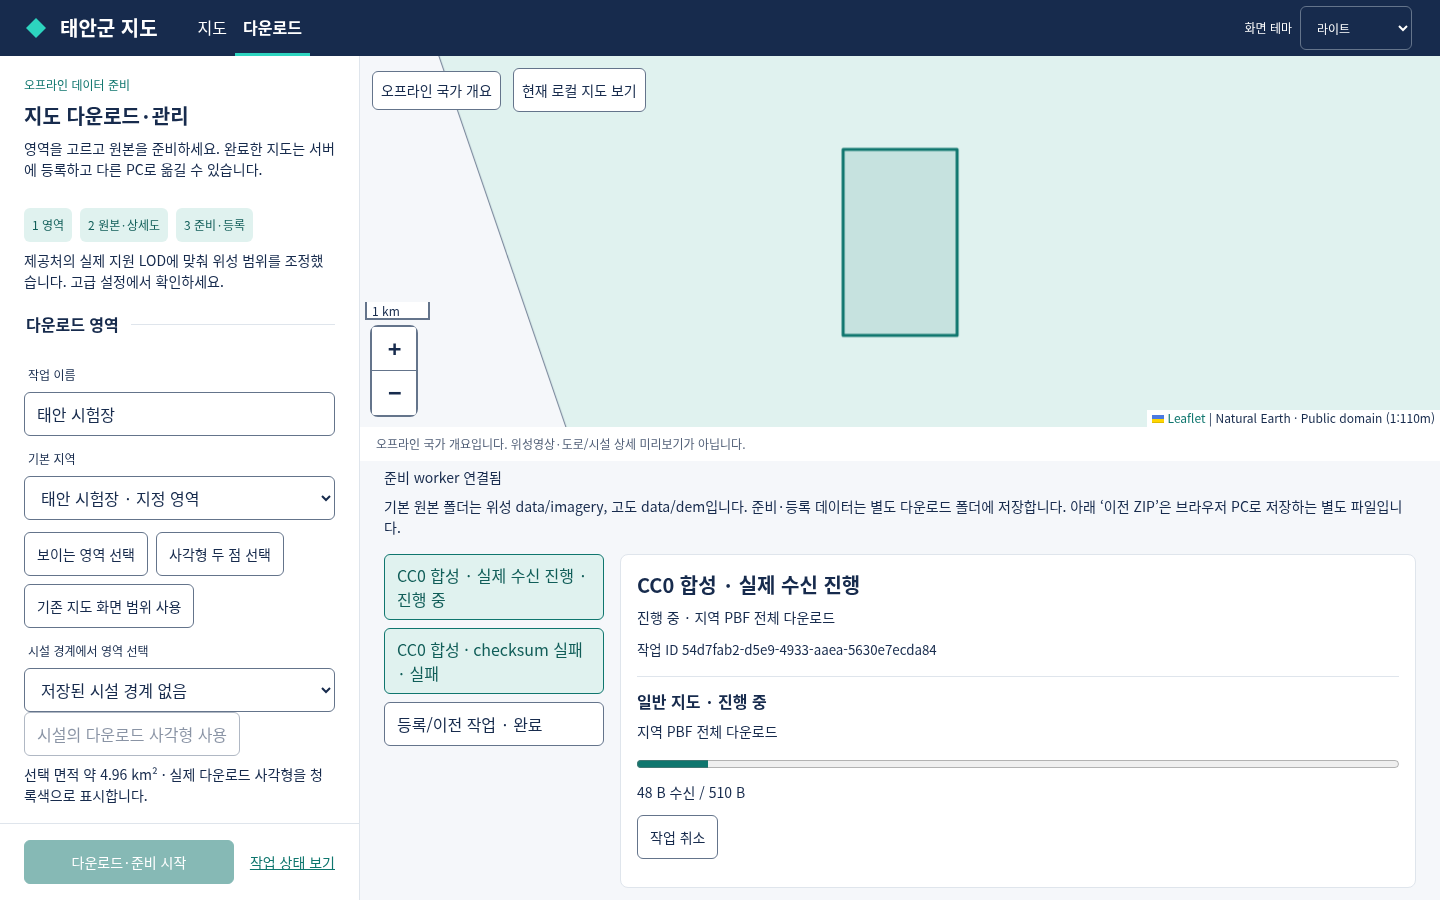 태안군 지도
지도
다운로드
화면 테마
라이트
오프라인 데이터 준비
지도 다운로드·관리
영역을 고르고 원본을 준비하세요. 완료한 지도는 서버
에 등록하고 다른 PC로 옮길 수 있습니다.
1 영역
2 원본·상세도
3 준비·등록
제공처의 실제 지원 LOD에 맞춰 위성 범위를 조정했
습니다. 고급 설정에서 확인하세요.
다운로드 영역
작업 이름
태안 시험장
기본 지역
태안 시험장 · 지정 영역
보이는 영역 선택
사각형 두 점 선택
기존 지도 화면 범위 사용
시설 경계에서 영역 선택
저장된 시설 경계 없음
시설의 다운로드 사각형 사용
선택 면적 약 4.96 km² · 실제 다운로드 사각형을 청
록색으로 표시합니다.
다운로드·준비 시작
작업 상태 보기
오프라인 국가 개요
현재 로컬 지도 보기
1 km
+
−
Leaflet | Natural Earth · Public domain (1:110m)
오프라인 국가 개요입니다. 위성영상·도로/시설 상세 미리보기가 아닙니다.
준비 worker 연결됨
기본 원본 폴더는 위성 data/imagery, 고도 data/dem입니다. 준비·등록 데이터는 별도 다운로드 폴더에 저장합니다. 아래 ‘이전 ZIP’은 브라우저 PC로 저장하는 별도 파일입니
다.
CC0 합성 · 실제 수신 진행 ·
진행 중
CC0 합성 · checksum 실패
· 실패
등록/이전 작업 · 완료
CC0 합성 · 실제 수신 진행
진행 중 · 지역 PBF 전체 다운로드
작업 ID 54d7fab2-d5e9-4933-aaea-5630e7ecda84
일반 지도 · 진행 중
지역 PBF 전체 다운로드
48 B 수신 / 510 B
작업 취소